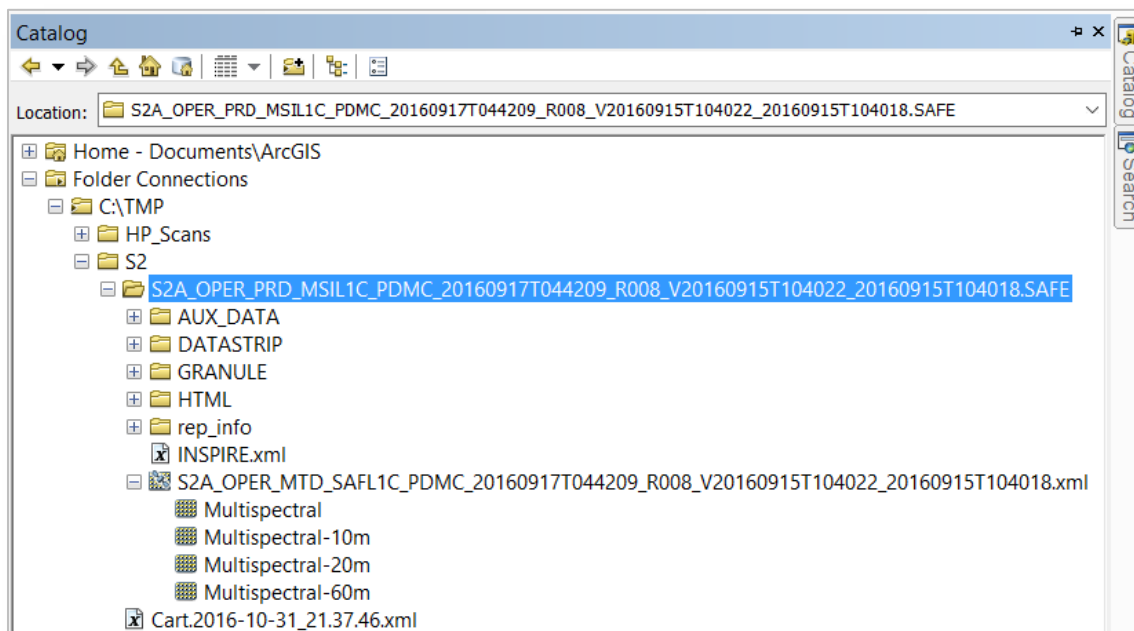 Catalog
Location: S2A_OPER_PRD_MSIL1C_PDMC_20160917T044209_R008_V20160915T104022_20160915T104018.SAFE
Home - Documents\ArcGIS
Folder Connections
C:\TMP
HP_Scans
S2
S2A_OPER_PRD_MSIL1C_PDMC_20160917T044209_R008_V20160915T104022_20160915T104018.SAFE
AUX_DATA
DATASTRIP
GRANULE
HTML
rep_info
INSPIRE.xml
S2A_OPER_MTD_SAFL1C_PDMC_20160917T044209_R008_V20160915T104022_20160915T104018.xml
Multispectral
Multispectral-10m
Multispectral-20m
Multispectral-60m
Cart.2016-10-31_21.37.46.xml
Catalog
Search